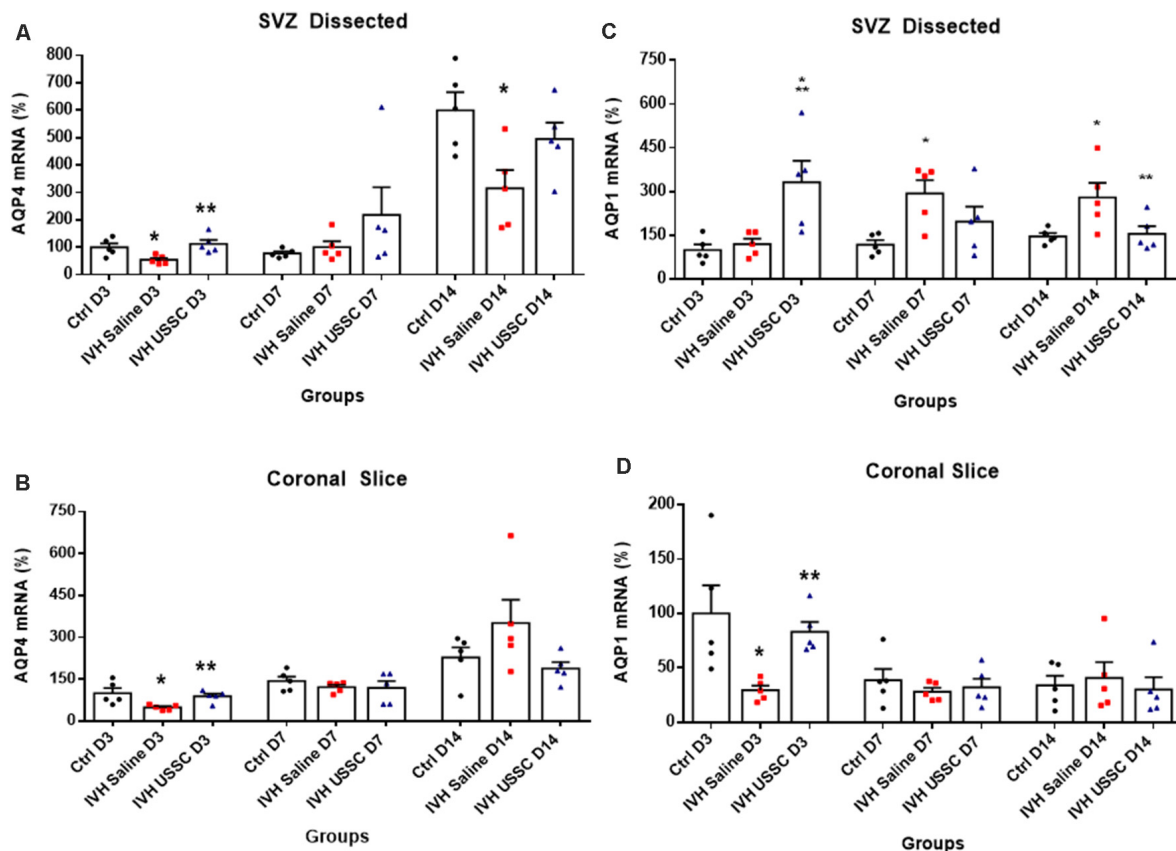 A
SVZ Dissected
AQP4 mRNA (%)
800
700
600
500
400
300
200
100
0
*
**
*
Ctrl D3
IVH Saline D3
IVH USSC D3
Ctrl D7
IVH Saline D7
IVH USSC D7
Ctrl D14
IVH Saline D14
IVH USSC D14
Groups
C
SVZ Dissected
AQP1 mRNA (%)
750
600
450
300
150
0
*
**
*
*
**
Ctrl D3
IVH Saline D3
IVH USSC D3
Ctrl D7
IVH Saline D7
IVH USSC D7
Ctrl D14
IVH Saline D14
IVH USSC D14
Groups
B
Coronal Slice
AQP4 mRNA (%)
750
600
450
300
150
0
*
**
Ctrl D3
IVH Saline D3
IVH USSC D3
Ctrl D7
IVH Saline D7
IVH USSC D7
Ctrl D14
IVH Saline D14
IVH USSC D14
Groups
D
Coronal Slice
AQP1 mRNA (%)
200
150
100
50
0
*
**
Ctrl D3
IVH Saline D3
IVH USSC D3
Ctrl D7
IVH Saline D7
IVH USSC D7
Ctrl D14
IVH Saline D14
IVH USSC D14
Groups